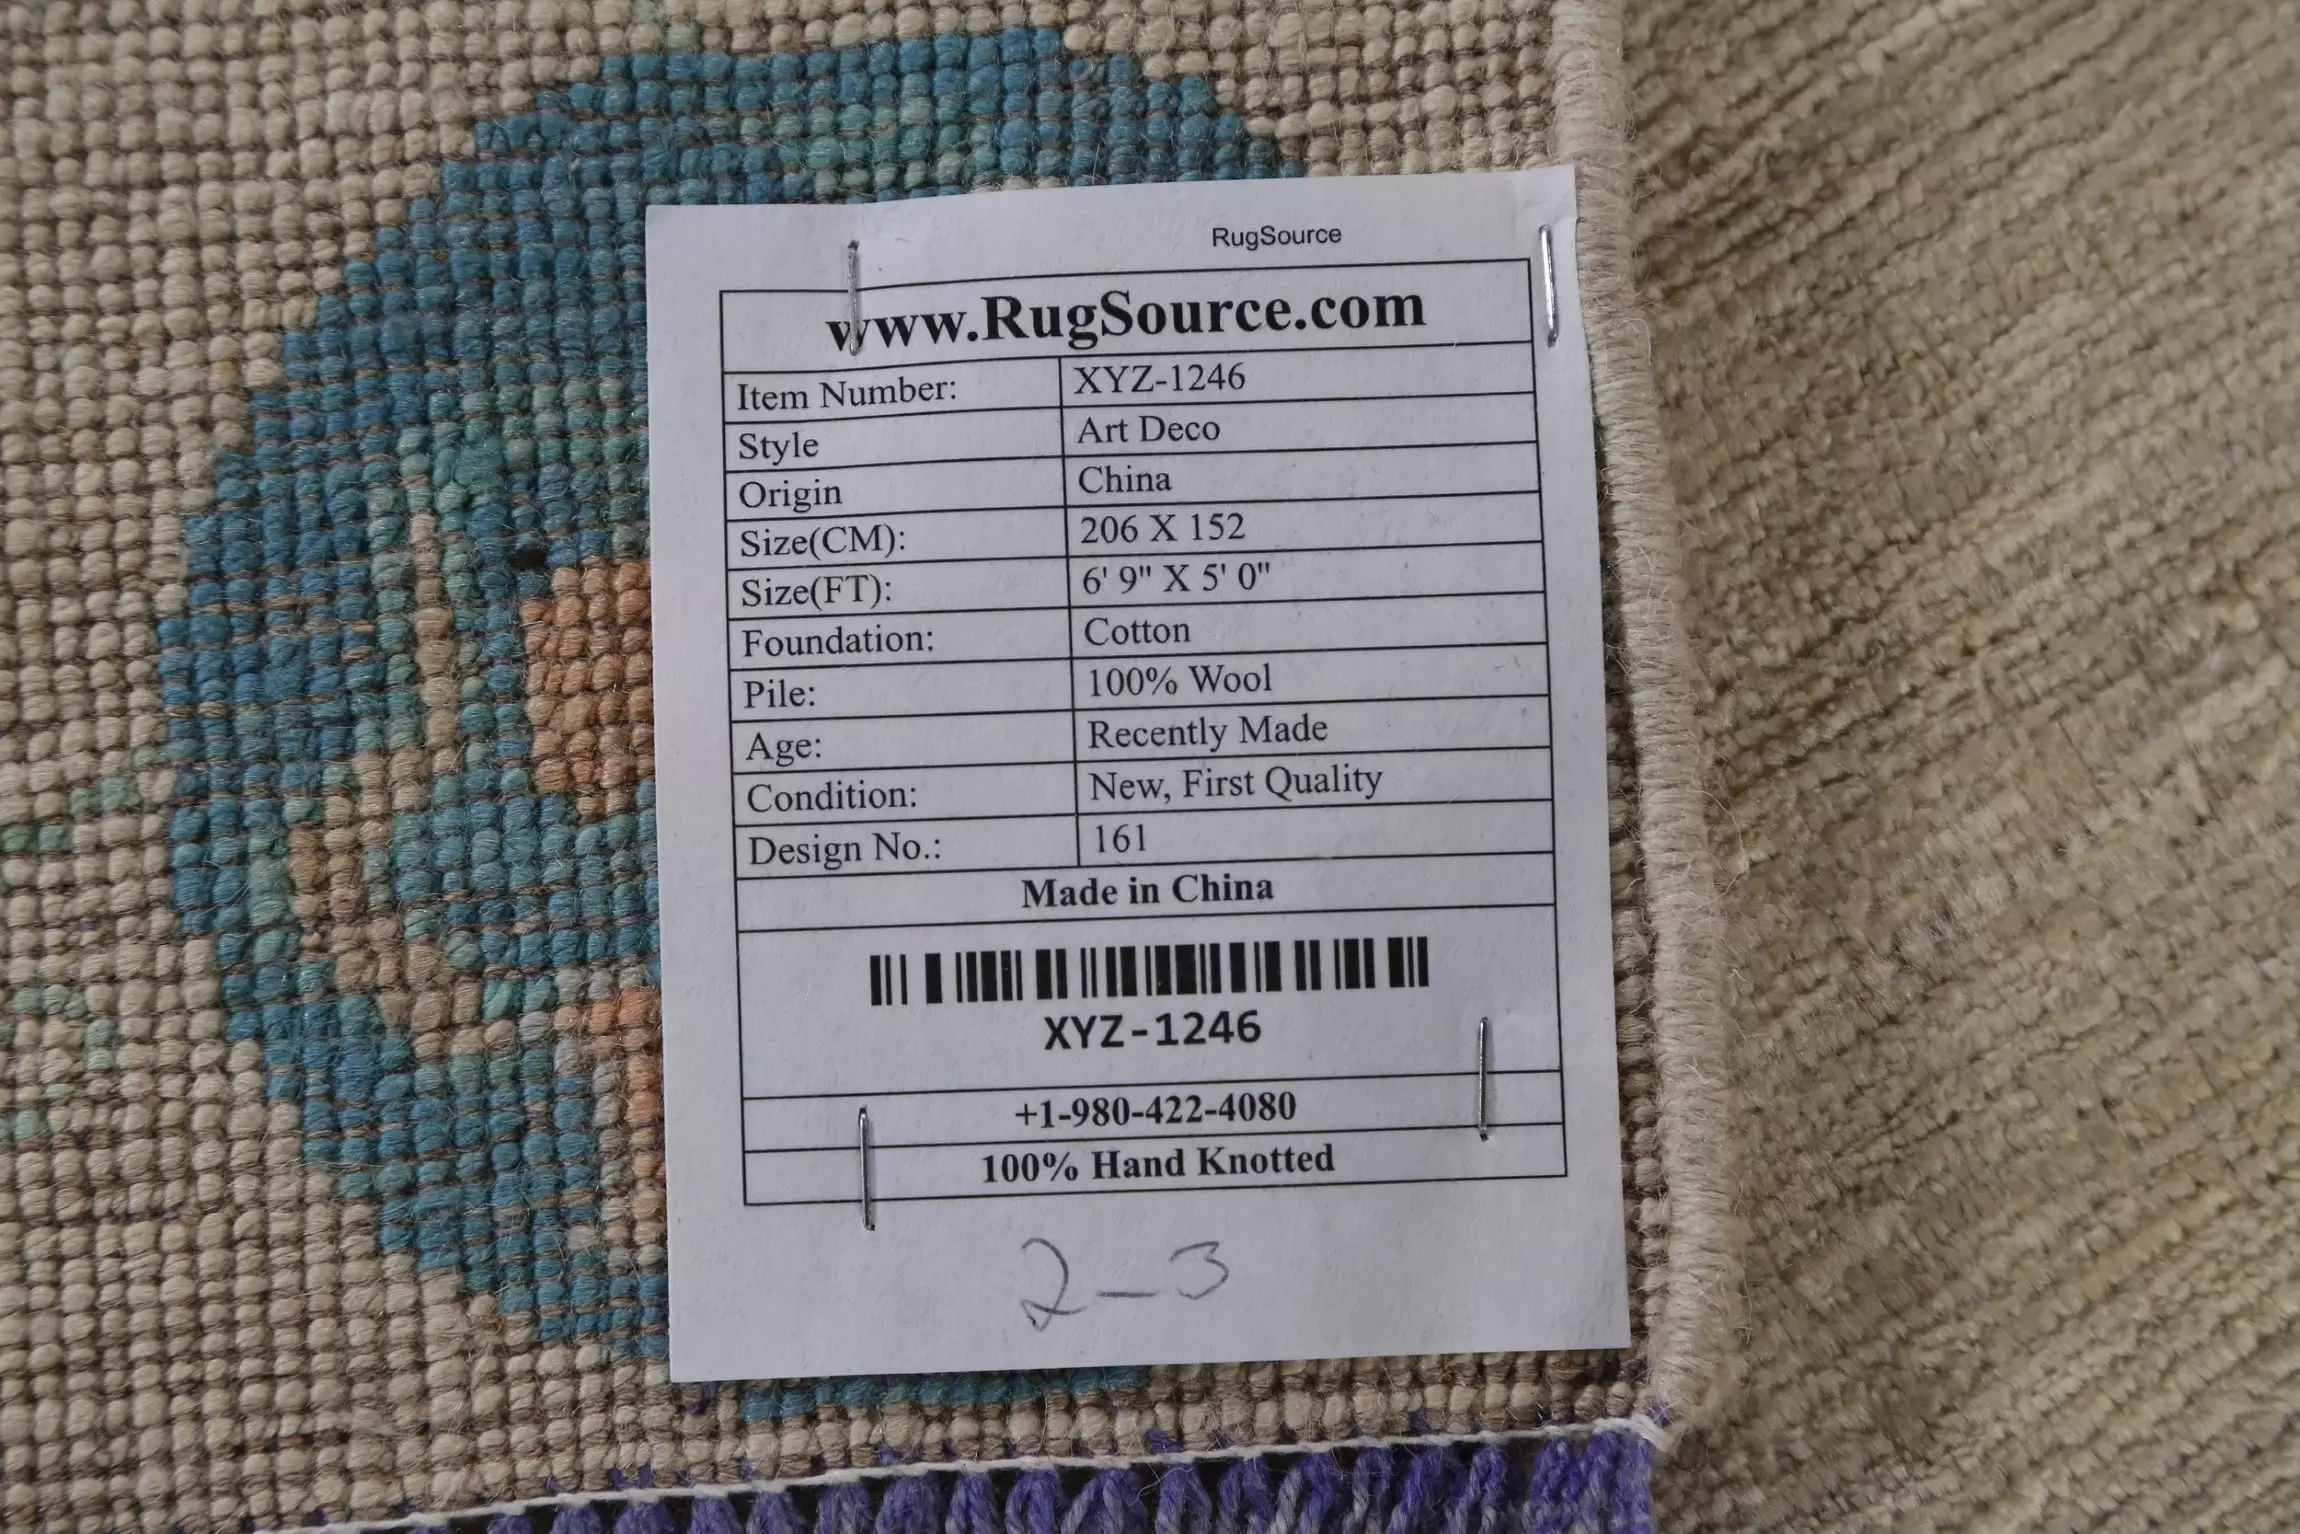 RugSource
www.RugSource.com
Item Number: XYZ-1246
Style Art Deco
Origin China
Size(CM): 206 X 152
Size(FT): 6' 9" X 5' 0"
Foundation: Cotton
Pile: 100% Wool
Age: Recently Made
Condition: New, First Quality
Design No.: 161
Made in China
XYZ-1246
+1-980-422-4080
100% Hand Knotted
2-3